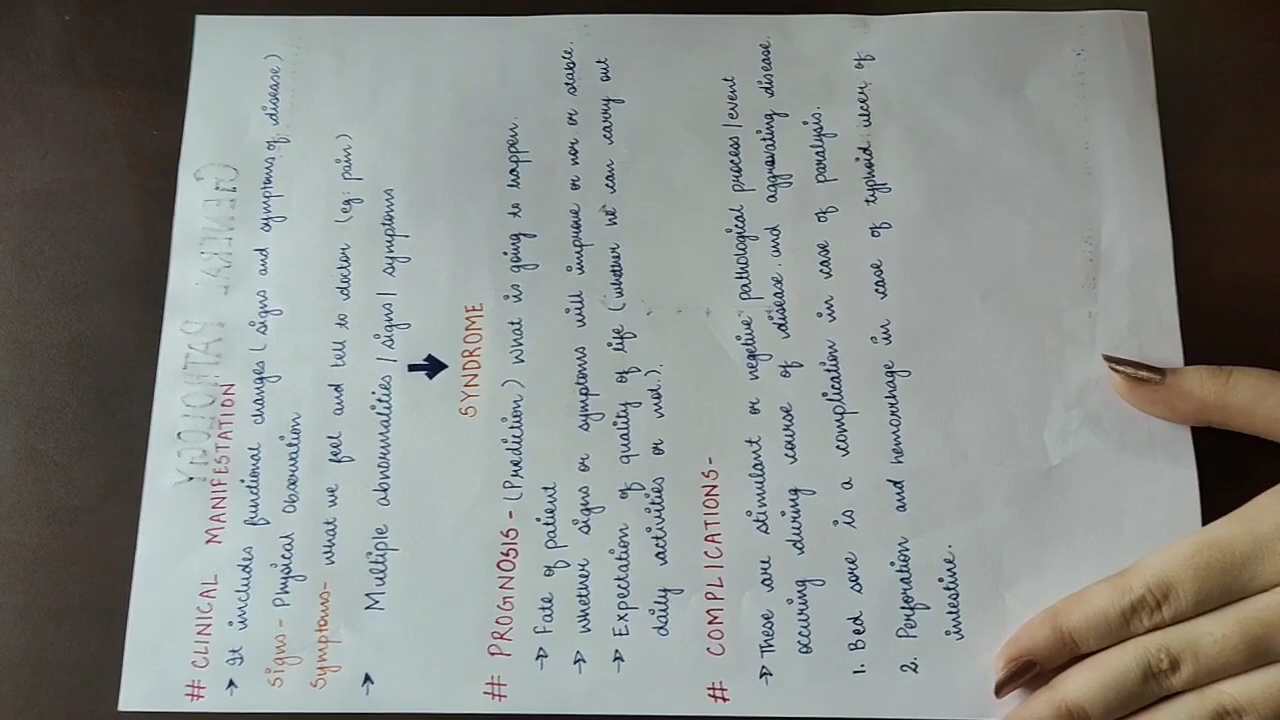 # CLINICAL MANIFESTATION
→ It includes functional changes ( signs and symptoms of disease )
Signs - Physical Observation
Symptoms - what we feel and tell to doctor (eg: pain)
→ Multiple abnormalities / signs / symptoms
SYNDROME
# PROGNOSIS - (Prediction) What is going to happen.
→ Fate of patient
→ Whether signs or symptoms will improve or nor or stable.
→ Expectation of quality of life (whether he can carry out
daily activities or not.).
# COMPLICATIONS -
→ These are stimulant or negetive pathological process / event
occuring during course of disease and aggravating disease.
1. Bed sore is a complication in case of paralysis.
2. Perforation and hemorrhage in case of typhoid ulcer of
intestine.
GENERAL PATHOLOGY